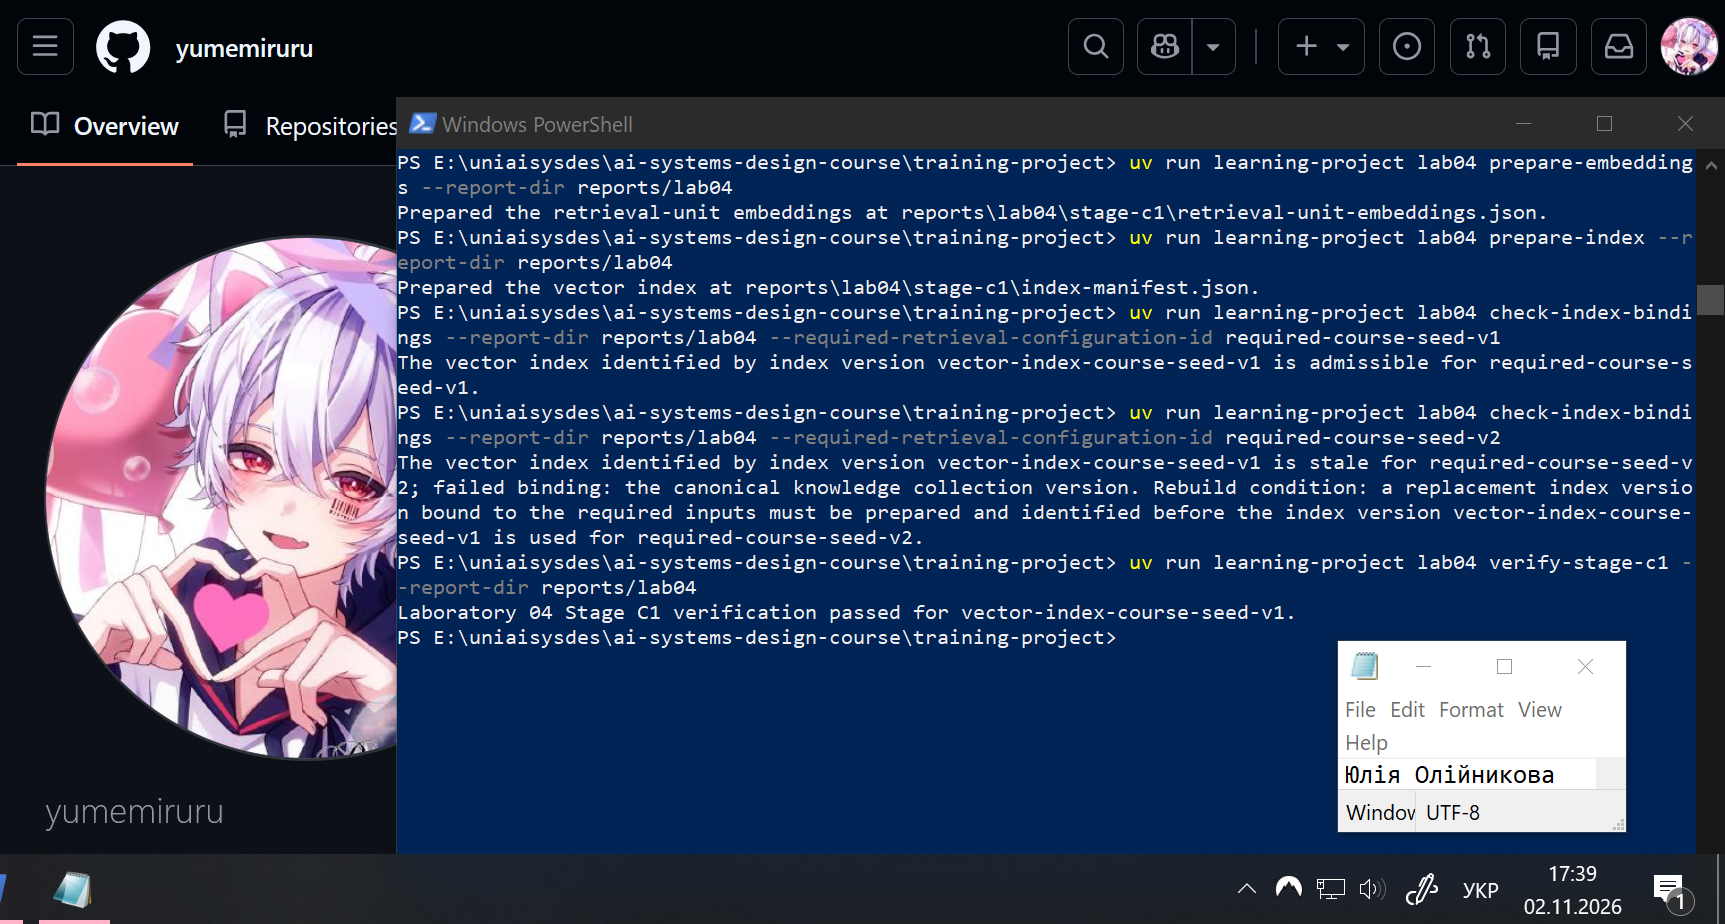 yumemiruru
Overview
Repositories
Windows PowerShell
PS E:\uniaisysdes\ai-systems-design-course\training-project> uv run learning-project lab04 prepare-embedding
s --report-dir reports/lab04
Prepared the retrieval-unit embeddings at reports\lab04\stage-c1\retrieval-unit-embeddings.json.
PS E:\uniaisysdes\ai-systems-design-course\training-project> uv run learning-project lab04 prepare-index --r
eport-dir reports/lab04
Prepared the vector index at reports\lab04\stage-c1\index-manifest.json.
PS E:\uniaisysdes\ai-systems-design-course\training-project> uv run learning-project lab04 check-index-bindi
ngs --report-dir reports/lab04 --required-retrieval-configuration-id required-course-seed-v1
The vector index identified by index version vector-index-course-seed-v1 is admissible for required-course-s
eed-v1.
PS E:\uniaisysdes\ai-systems-design-course\training-project> uv run learning-project lab04 check-index-bindi
ngs --report-dir reports/lab04 --required-retrieval-configuration-id required-course-seed-v2
The vector index identified by index version vector-index-course-seed-v1 is stale for required-course-seed-v
2; failed binding: the canonical knowledge collection version. Rebuild condition: a replacement index versio
n bound to the required inputs must be prepared and identified before the index version vector-index-course-
seed-v1 is used for required-course-seed-v2.
PS E:\uniaisysdes\ai-systems-design-course\training-project> uv run learning-project lab04 verify-stage-c1 -
-report-dir reports/lab04
Laboratory 04 Stage C1 verification passed for vector-index-course-seed-v1.
PS E:\uniaisysdes\ai-systems-design-course\training-project>
File Edit Format View
Help
Юлія Олійникова
Window UTF-8
yumemiruru
УКР
17:39
02.11.2026
1